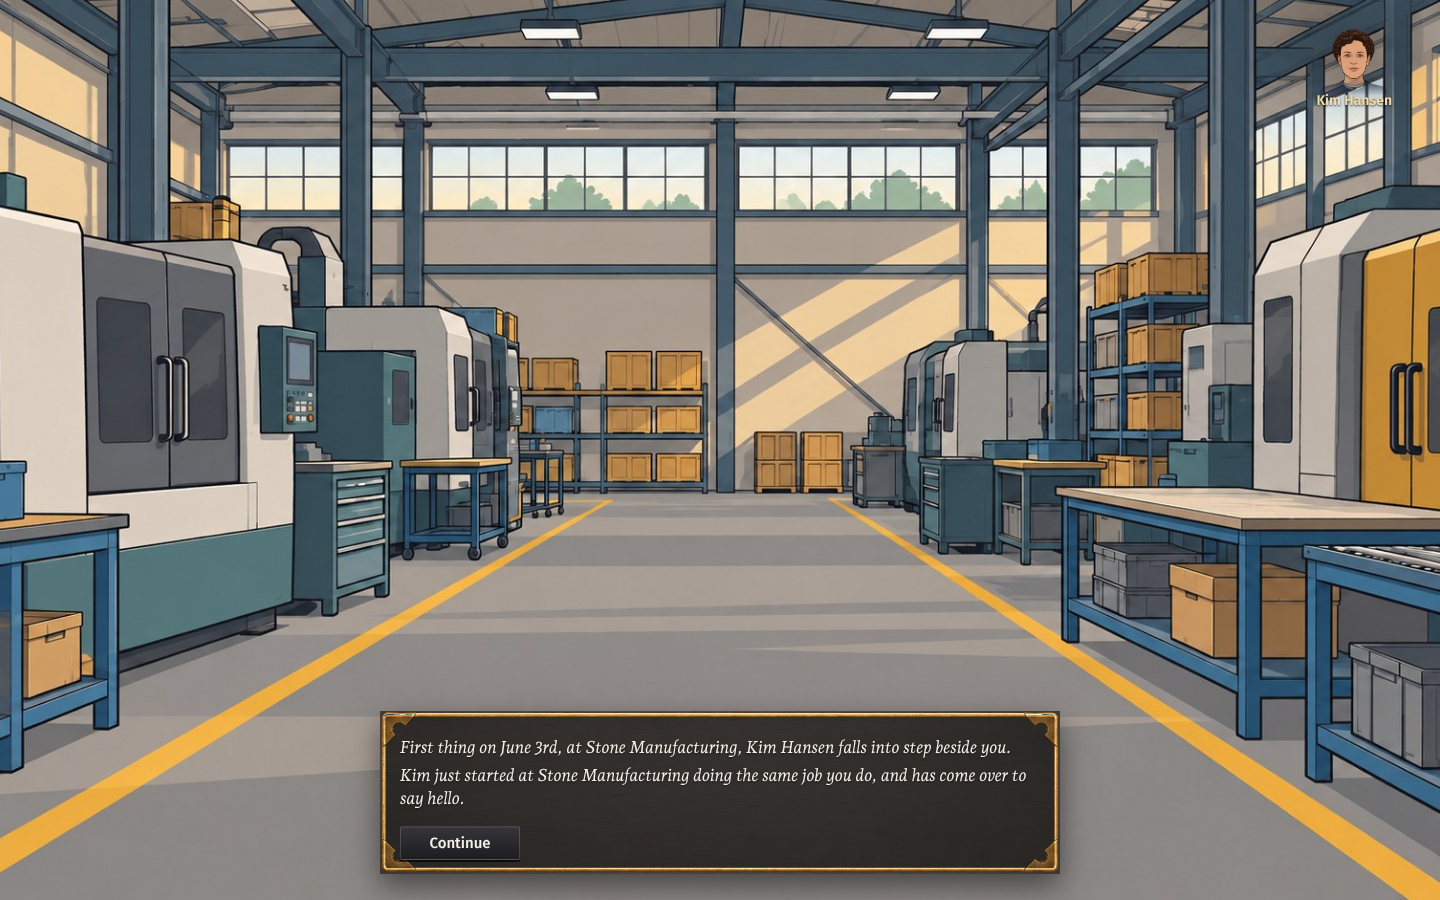 Kim Hansen
First thing on June 3rd, at Stone Manufacturing, Kim Hansen falls into step beside you.
Kim just started at Stone Manufacturing doing the same job you do, and has come over to
say hello.
Continue